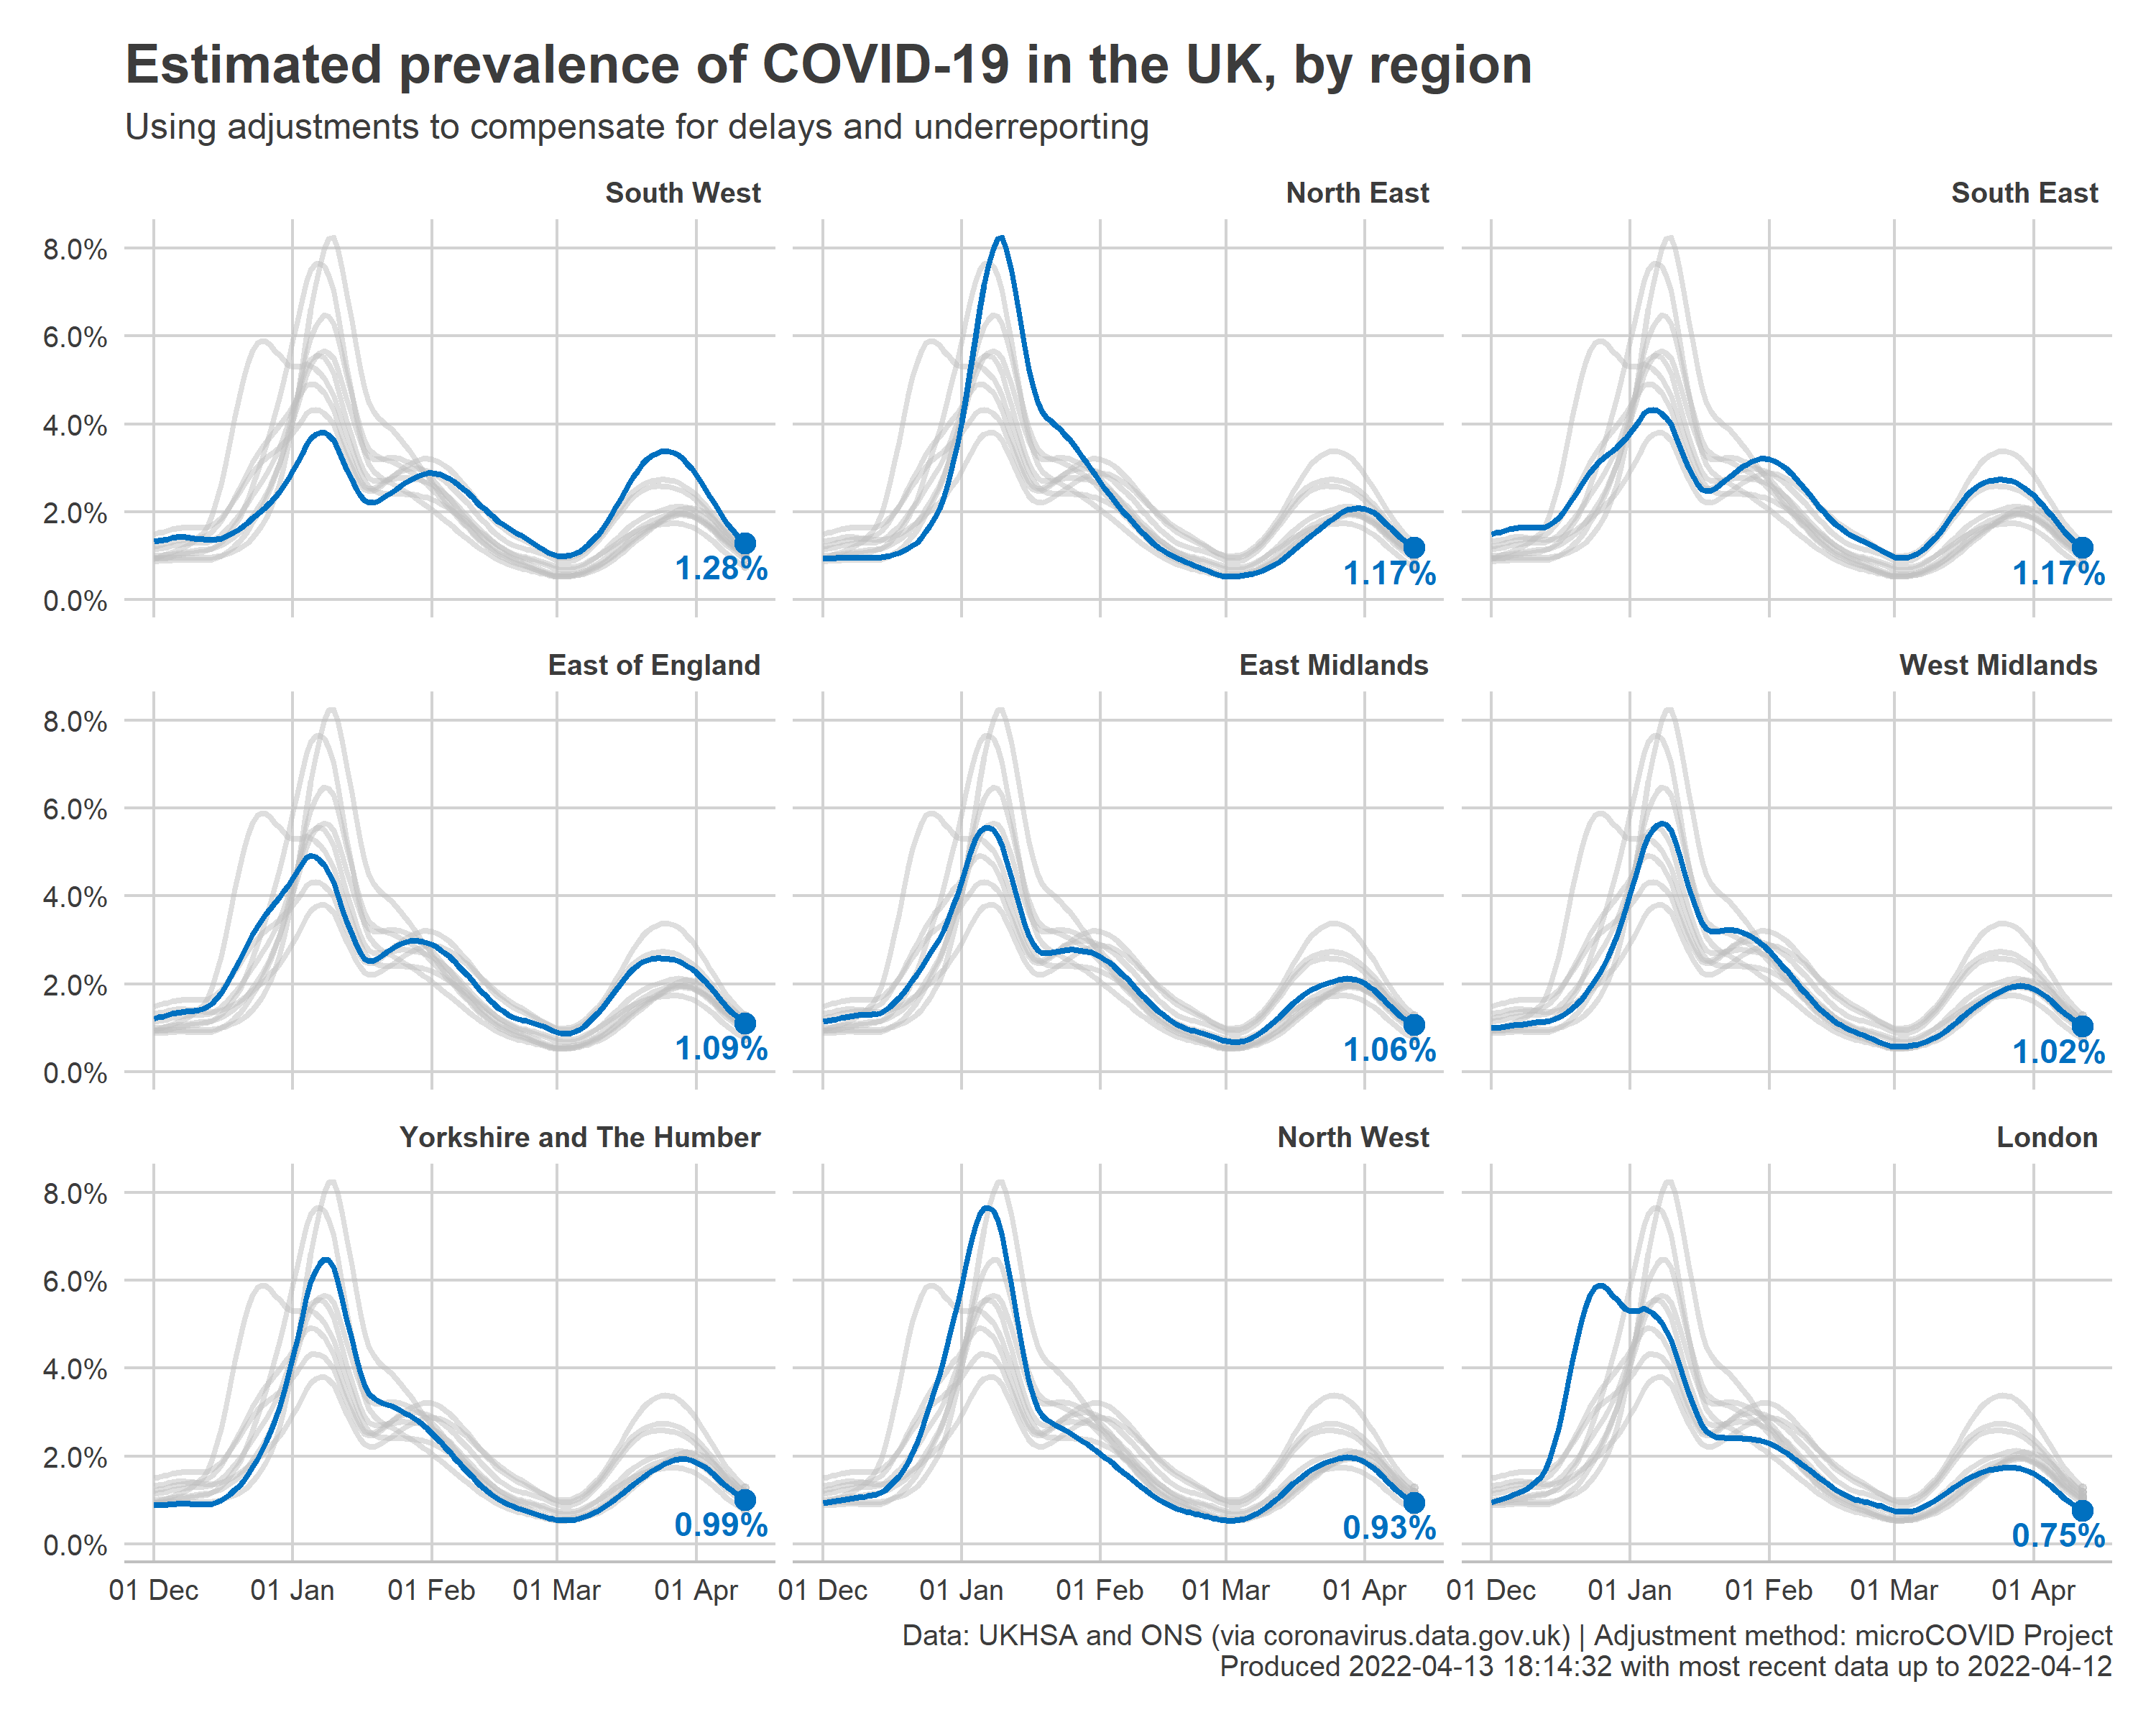 Estimated prevalence of COVID-19 in the UK, by region
Using adjustments to compensate for delays and underreporting
South West
North East
South East
8.0%
6.0%
4.0%
2.0%
0.0%
1.28%
1.17%
1.17%
East of England
East Midlands
West Midlands
8.0%
6.0%
4.0%
2.0%
0.0%
1.09%
1.06%
1.02%
Yorkshire and The Humber
North West
London
8.0%
6.0%
4.0%
2.0%
0.0%
0.99%
0.93%
0.75%
01 Dec 01 Jan 01 Feb 01 Mar 01 Apr
01 Dec 01 Jan 01 Feb 01 Mar 01 Apr
01 Dec 01 Jan 01 Feb 01 Mar 01 Apr
Data: UKHSA and ONS (via coronavirus.data.gov.uk) | Adjustment method: microCOVID Project
Produced 2022-04-13 18:14:32 with most recent data up to 2022-04-12